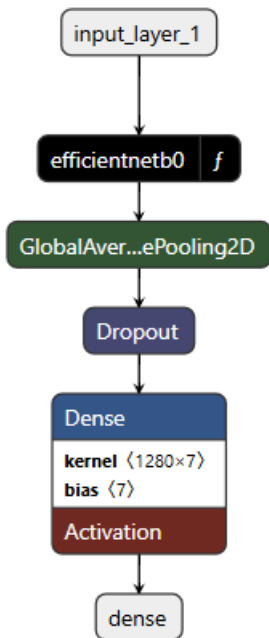 input_layer_1
efficientnetb0 ƒ
GlobalAver...ePooling2D
Dropout
Dense
kernel ⟨1280×7⟩
bias ⟨7⟩
Activation
dense